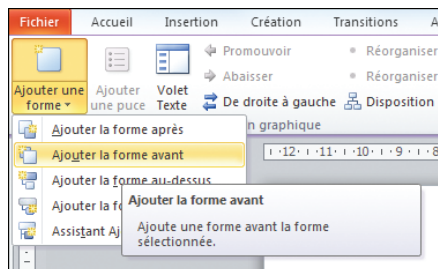 Fichier Accueil Insertion Création Transitions A
Promouvoir Réorganiser
Abaisser Réorganiser
Ajouter une forme Ajouter une puce Volet Texte De droite à gauche Disposition
n graphique
Ajouter la forme après
Ajouter la forme avant
·12· ı ·11· ı ·10· ı · 9 · ı · 8
Ajouter la forme au-dessus
Ajouter la fo
Assistant Aj
Ajouter la forme avant
Ajoute une forme avant la forme
sélectionnée.